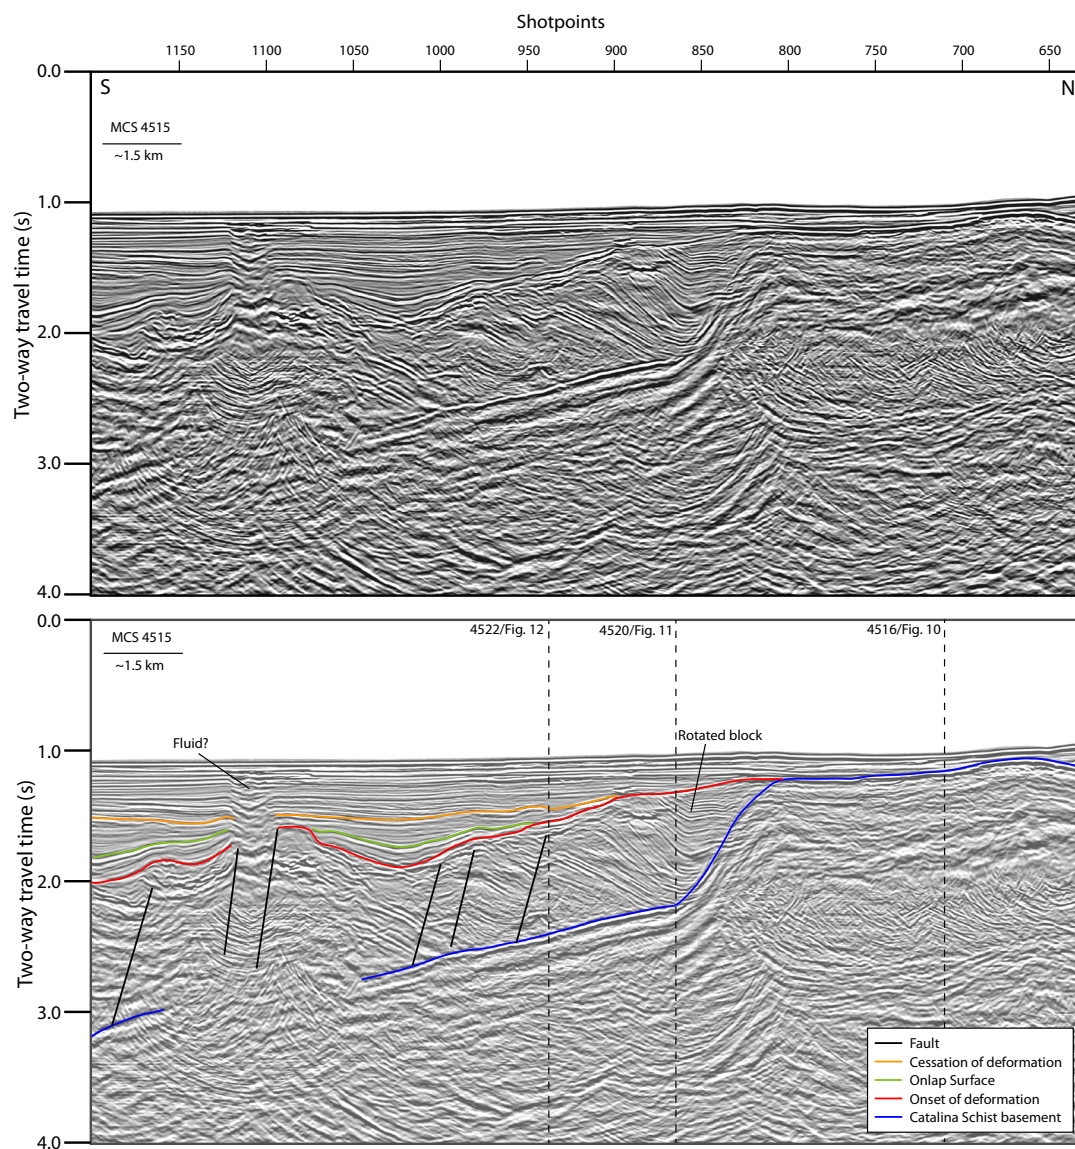 Shotpoints
1150 1100 1050 1000 950 900 850 800 750 700 650
0.0
S N
MCS 4515
~1.5 km
1.0
Two-way travel time (s)
2.0
3.0
4.0
0.0
4522/Fig. 12 4520/Fig. 11 4516/Fig. 10
MCS 4515
~1.5 km
Fluid? Rotated block
1.0
Two-way travel time (s)
2.0
3.0
Fault
Cessation of deformation
Onlap Surface
Onset of deformation
Catalina Schist basement
4.0